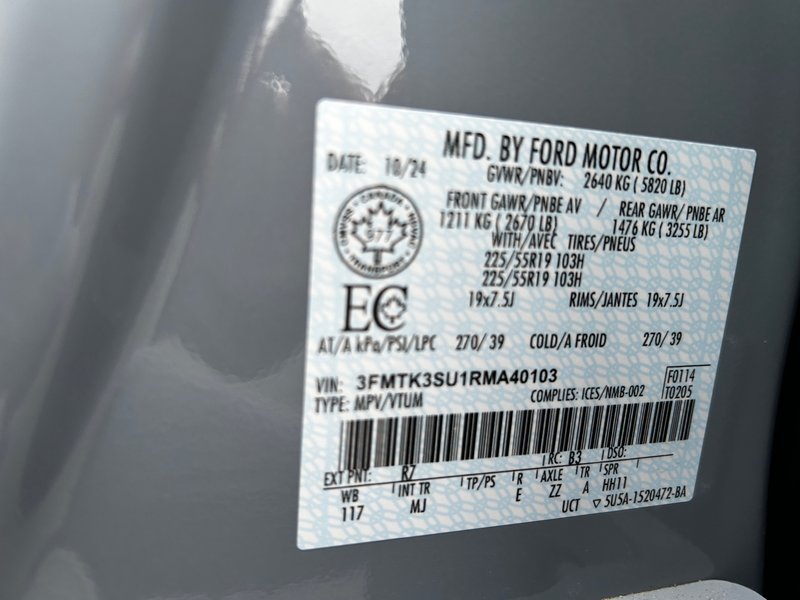 MFD. BY FORD MOTOR CO.
DATE: 10/24
GVWR/PNBV: 2640 KG ( 5820 LB)
FRONT GAWR/PNBE AV / REAR GAWR/ PNBE AR
1211 KG ( 2670 LB) 1476 KG ( 3255 LB)
WITH/AVEC TIRES/PNEUS
225/55R19 103H
225/55R19 103H
19x7.5J RIMS/JANTES 19x7.5J
CANADA
977
TRANSPORT
EC
AT/A kPa/PSI/LPC 270/ 39 COLD/A FROID 270/ 39
VIN: 3FMTK3SU1RMA40103
F0114
TYPE: MPV/VTUM COMPLIES: ICES/NMB-002 T0205
EXT PNT: R7 RC: B3 DSO:
WB INT TR TP/PS R AXLE TR SPR
117 MJ E ZZ A HH11
UCT ▽ 5U5A-1520472-BA